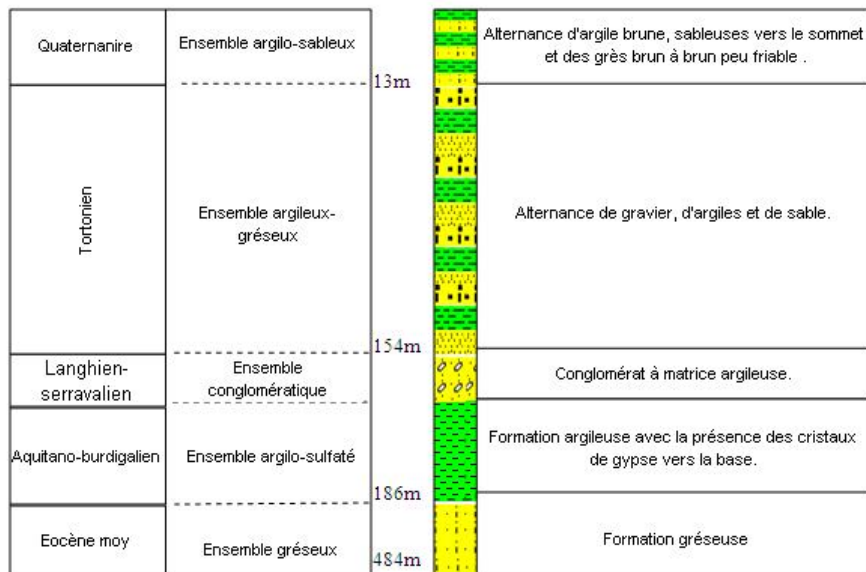 Quaternanire
Ensemble argilo-sableux
Alternance d'argile brune, sableuses vers le sommet
et des grès brun à brun peu friable .
13m
Tortonien
Ensemble argileux-
gréseux
Alternance de gravier, d'argiles et de sable.
154m
Langhien-
serravalien
Ensemble
conglomératique
Conglomérat à matrice argileuse.
Aquitano-burdigalien
Ensemble argilo-sulfaté
Formation argileuse avec la présence des cristaux
de gypse vers la base.
186m
Eocène moy
Ensemble gréseux
Formation gréseuse
484m